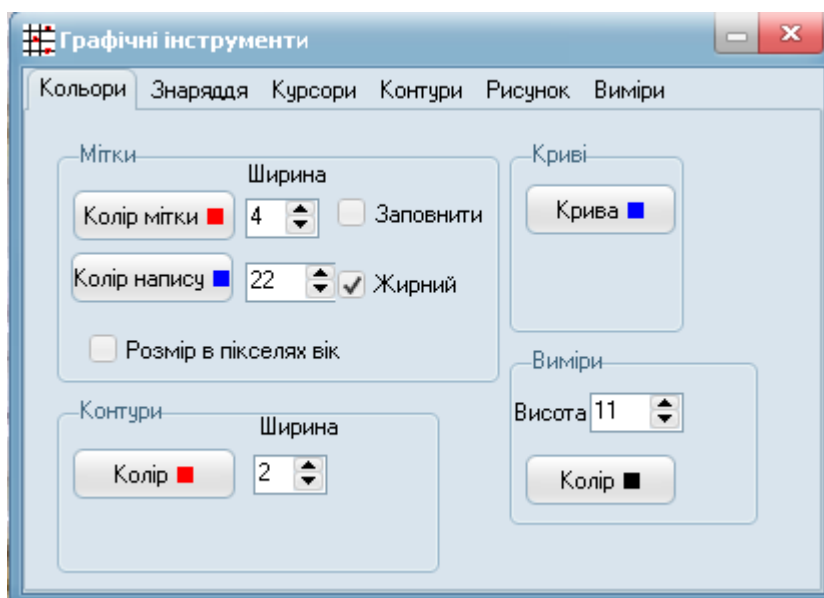 Графічні інструменти
Кольори Знаряддя Курсори Контури Рисунок Виміри
Мітки
Ширина
Колір мітки 4 Заповнити
Колір напису 22 Жирний
Розмір в пікселях вік
Криві
Крива
Контури
Ширина
Колір 2
Виміри
Висота 11
Колір